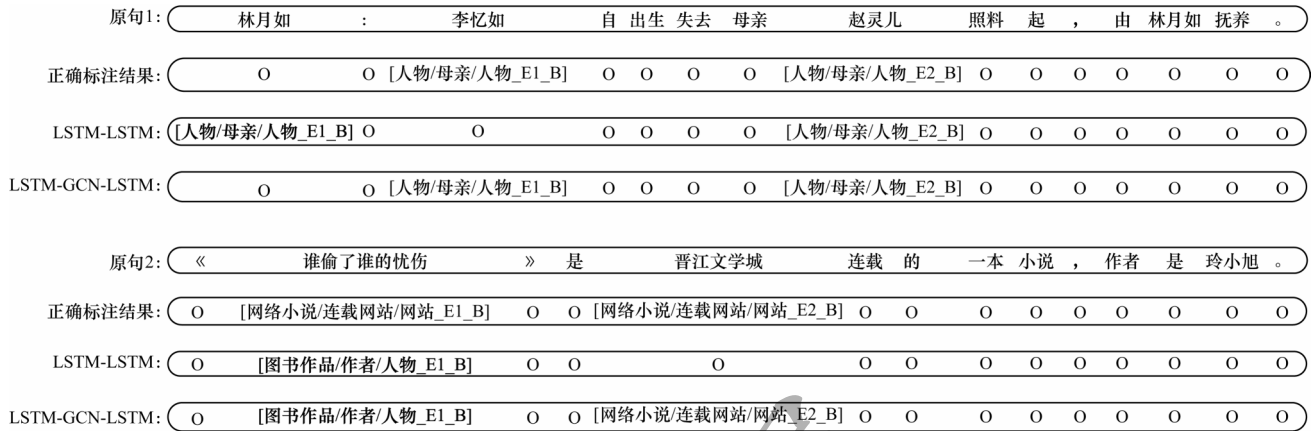 原句1: 林月如 : 李忆如 自 出生 失去 母亲 赵灵儿 照料 起 , 由 林月如 抚养 。
正确标注结果: O O [人物/母亲/人物_E1_B] O O O O [人物/母亲/人物_E2_B] O O O O O O O
LSTM-LSTM: [人物/母亲/人物_E1_B] O O O O O O [人物/母亲/人物_E2_B] O O O O O O O
LSTM-GCN-LSTM: O O [人物/母亲/人物_E1_B] O O O O [人物/母亲/人物_E2_B] O O O O O O O
原句2: 《 谁偷了谁的忧伤 》 是 晋江文学城 连载 的 一本 小说 , 作者 是 玲小旭 。
正确标注结果: O [网络小说/连载网站/网站_E1_B] O O [网络小说/连载网站/网站_E2_B] O O O O O O O O O
LSTM-LSTM: O [图书作品/作者/人物_E1_B] O O O O O O O O O O O O
LSTM-GCN-LSTM: O [图书作品/作者/人物_E1_B] O O [网络小说/连载网站/网站_E2_B] O O O O O O O O O